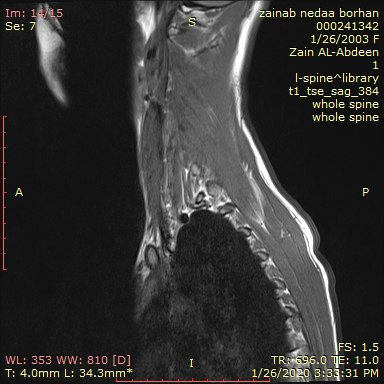 Im: 14/15
Se: 7
S
zainab nedaa borhan
000241342
1/26/2003 F
Zain AL-Abdeen
1
l-spine^library
t1_tse_sag_384
whole spine
whole spine
A
P
WL: 353 WW: 810 [D]
T: 4.0mm L: 34.3mm*
I
FS: 1.5
TR: 696.0 TE: 11.0
1/26/2020 3:33:31 PM